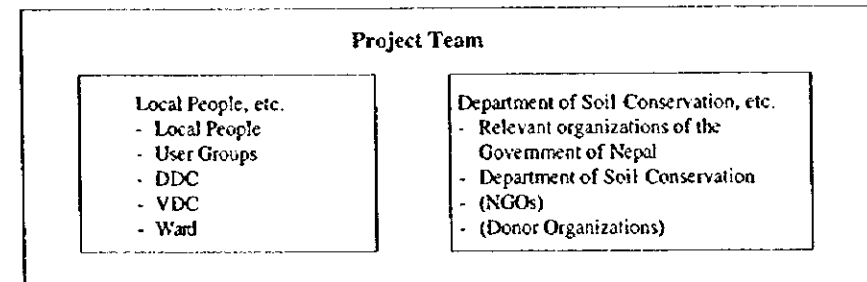 Project Team
Local People, etc.
- Local People
- User Groups
- DDC
- VDC
- Ward
Department of Soil Conservation, etc.
- Relevant organizations of the
Government of Nepal
- Department of Soil Conservation
- (NGOs)
- (Donor Organizations)